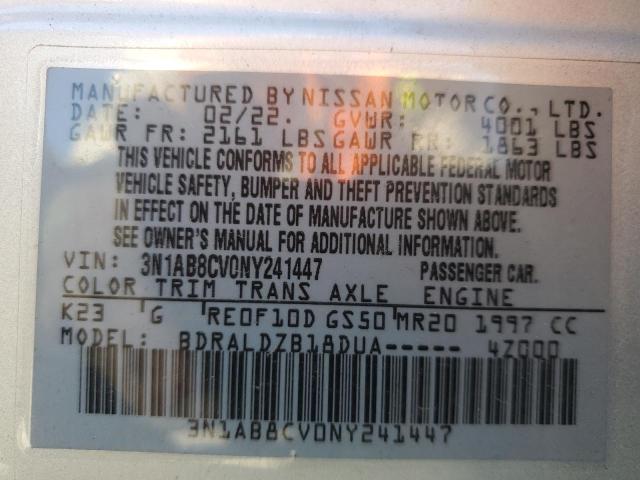 MANUFACTURED BY NISSAN MOTOR CO., LTD.
DATE: 02/22. GVWR: 4001 LBS
GAWR FR: 2161 LBS GAWR RR: 1863 LBS
THIS VEHICLE CONFORMS TO ALL APPLICABLE FEDERAL MOTOR
VEHICLE SAFETY, BUMPER AND THEFT PREVENTION STANDARDS
IN EFFECT ON THE DATE OF MANUFACTURE SHOWN ABOVE.
SEE OWNER'S MANUAL FOR ADDITIONAL INFORMATION.
VIN: 3N1AB8CV0NY241447 PASSENGER CAR.
COLOR TRIM TRANS AXLE ENGINE
K23 G RE0F10D GS50 MR20 1997 CC
MODEL: BDRALDZB18DUA----- 4Z000
3N1AB8CV0NY241447